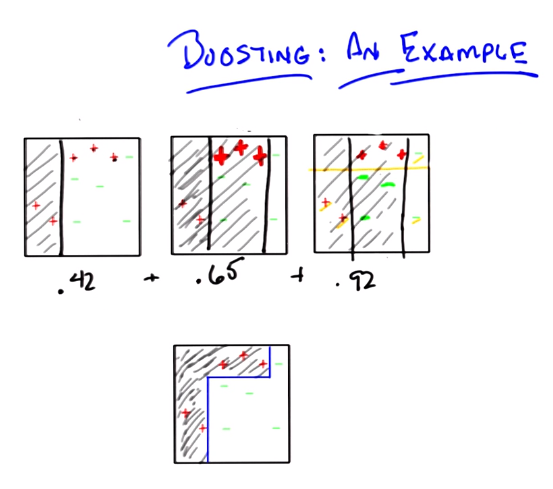 BOOSTING: AN EXAMPLE
.42 + .65 + .92